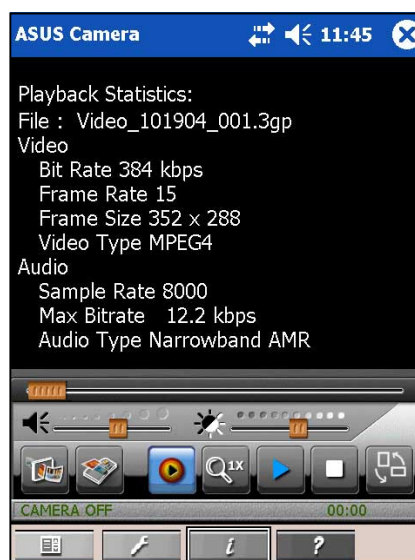 ASUS Camera 11:45
Playback Statistics:
File : Video_101904_001.3gp
Video
Bit Rate 384 kbps
Frame Rate 15
Frame Size 352 x 288
Video Type MPEG4
Audio
Sample Rate 8000
Max Bitrate 12.2 kbps
Audio Type Narrowband AMR
1X
CAMERA OFF 00:00
i ?